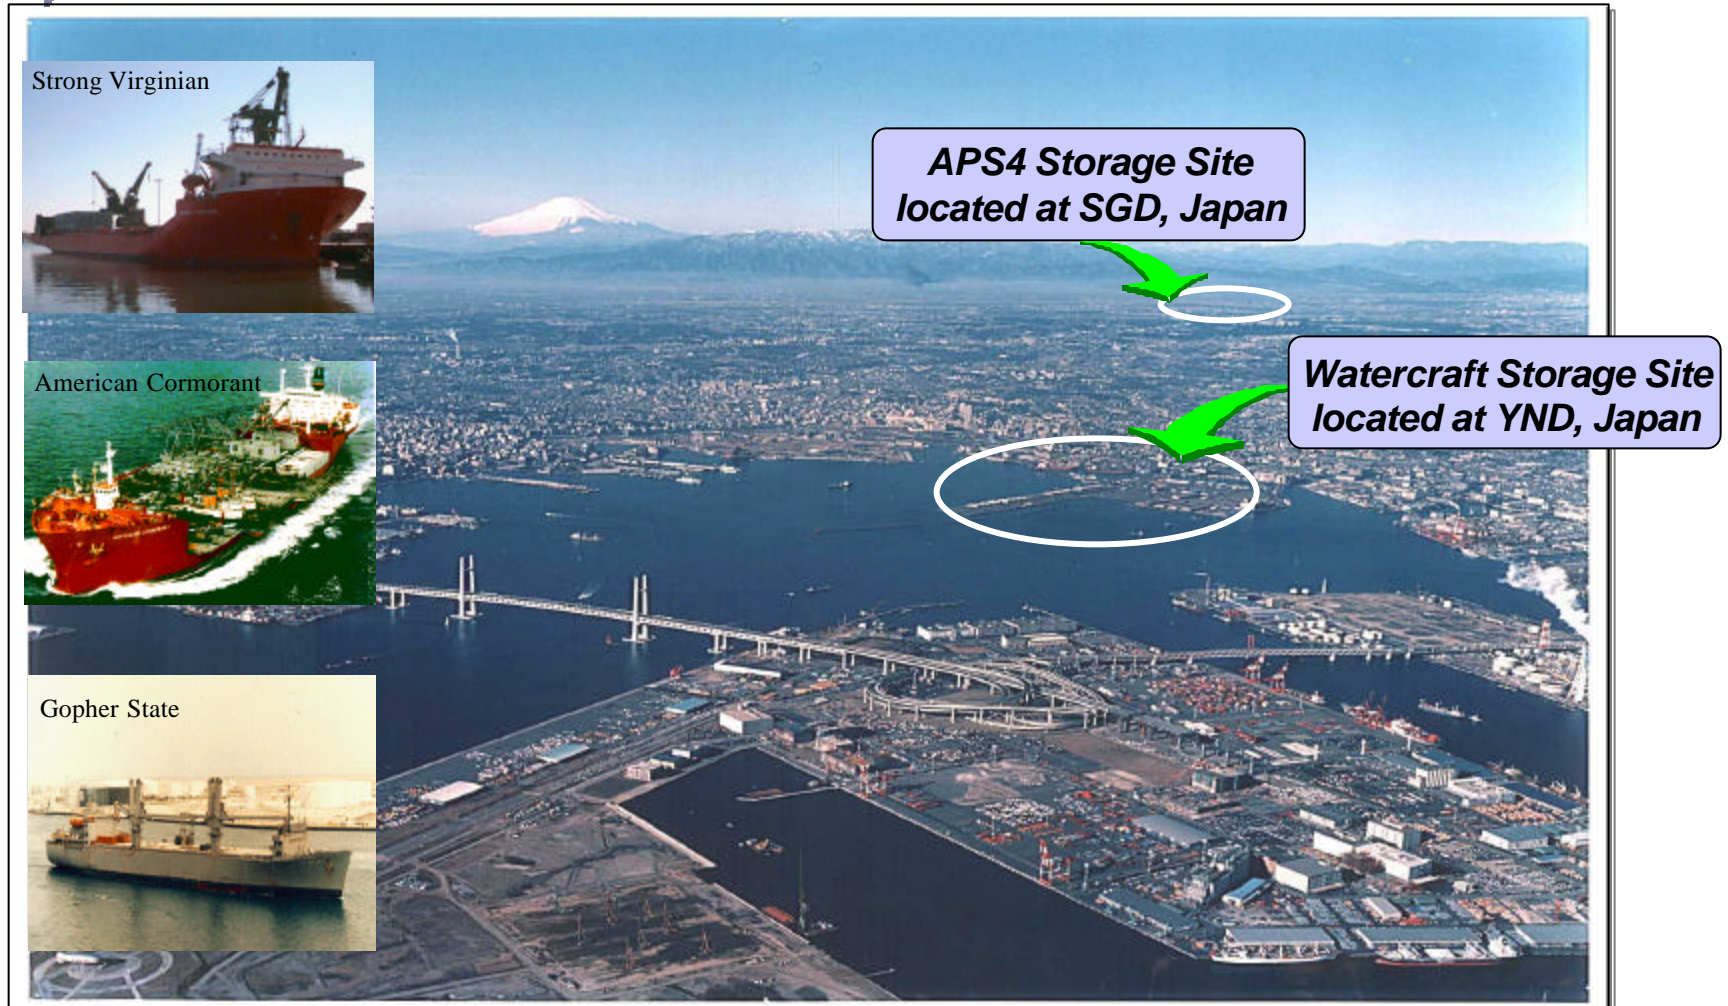 Strong Virginian
American Cormorant
Gopher State
APS4 Storage Site
located at SGD, Japan
Watercraft Storage Site
located at YND, Japan